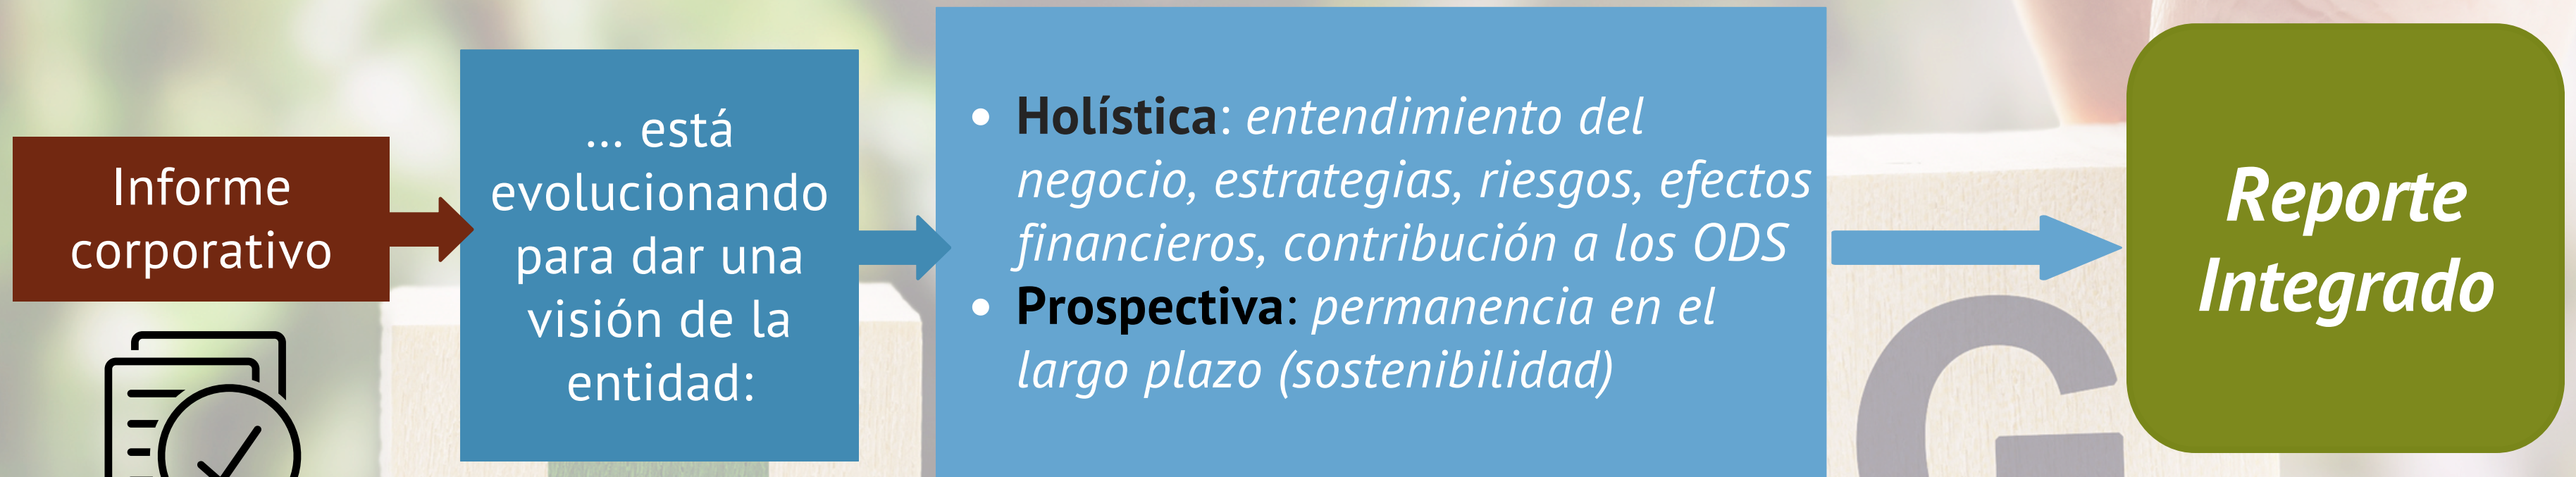 Informe
corporativo
... está
evolucionando
para dar una
visión de la
entidad:
• Holística: entendimiento del
negocio, estrategias, riesgos, efectos
financieros, contribución a los ODS
• Prospectiva: permanencia en el
largo plazo (sostenibilidad)
G
Reporte
Integrado